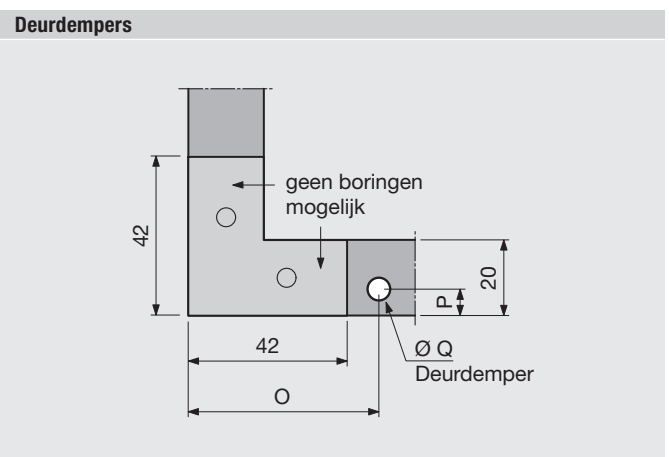 Deurdempers
geen boringen
mogelijk
42
20
P
42
Ø Q
Deurdemper
O